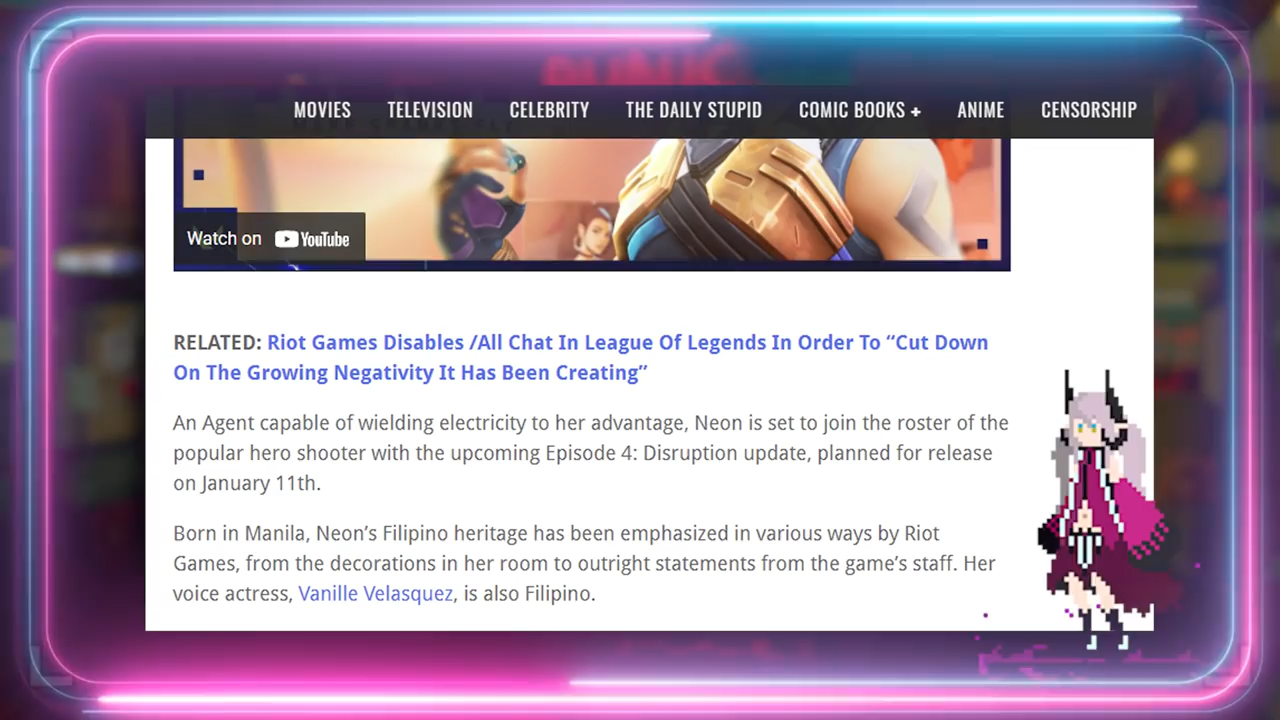 MOVIES TELEVISION CELEBRITY THE DAILY STUPID COMIC BOOKS + ANIME CENSORSHIP
Watch on YouTube
RELATED: Riot Games Disables /All Chat In League Of Legends In Order To “Cut Down
On The Growing Negativity It Has Been Creating”
An Agent capable of wielding electricity to her advantage, Neon is set to join the roster of the
popular hero shooter with the upcoming Episode 4: Disruption update, planned for release
on January 11th.
Born in Manila, Neon’s Filipino heritage has been emphasized in various ways by Riot
Games, from the decorations in her room to outright statements from the game’s staff. Her
voice actress, Vanille Velasquez, is also Filipino.